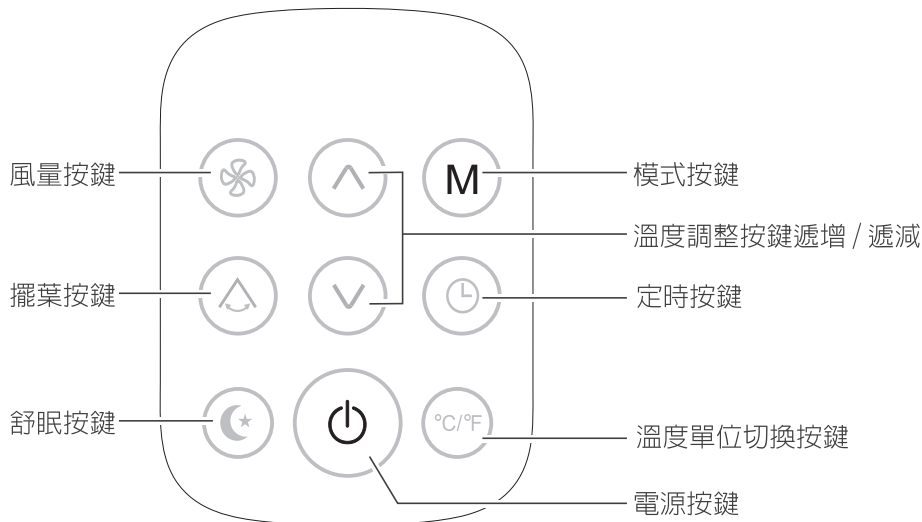 風量按鍵
M
模式按鍵
溫度調整按鍵遞增 / 遞減
擺葉按鍵
定時按鍵
舒眠按鍵
°C/°F
溫度單位切換按鍵
電源按鍵